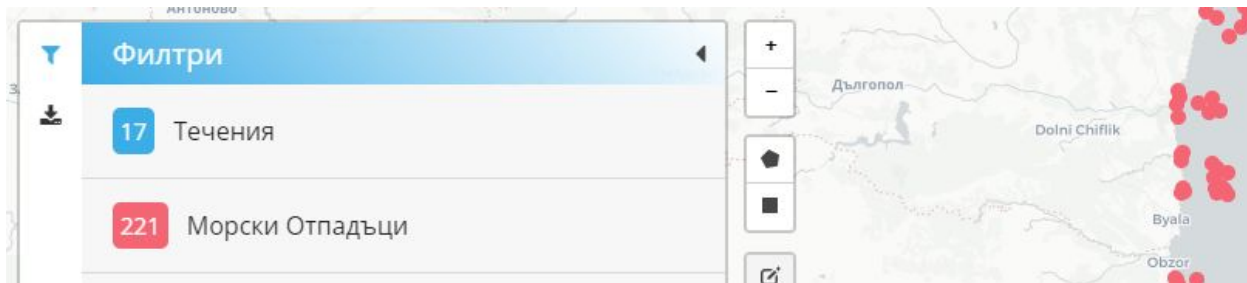 Антоново
Филтри
17 Течения
221 Морски Отпадъци
+
−
Дългопол
Dolni Chiflik
Byala
Obzor